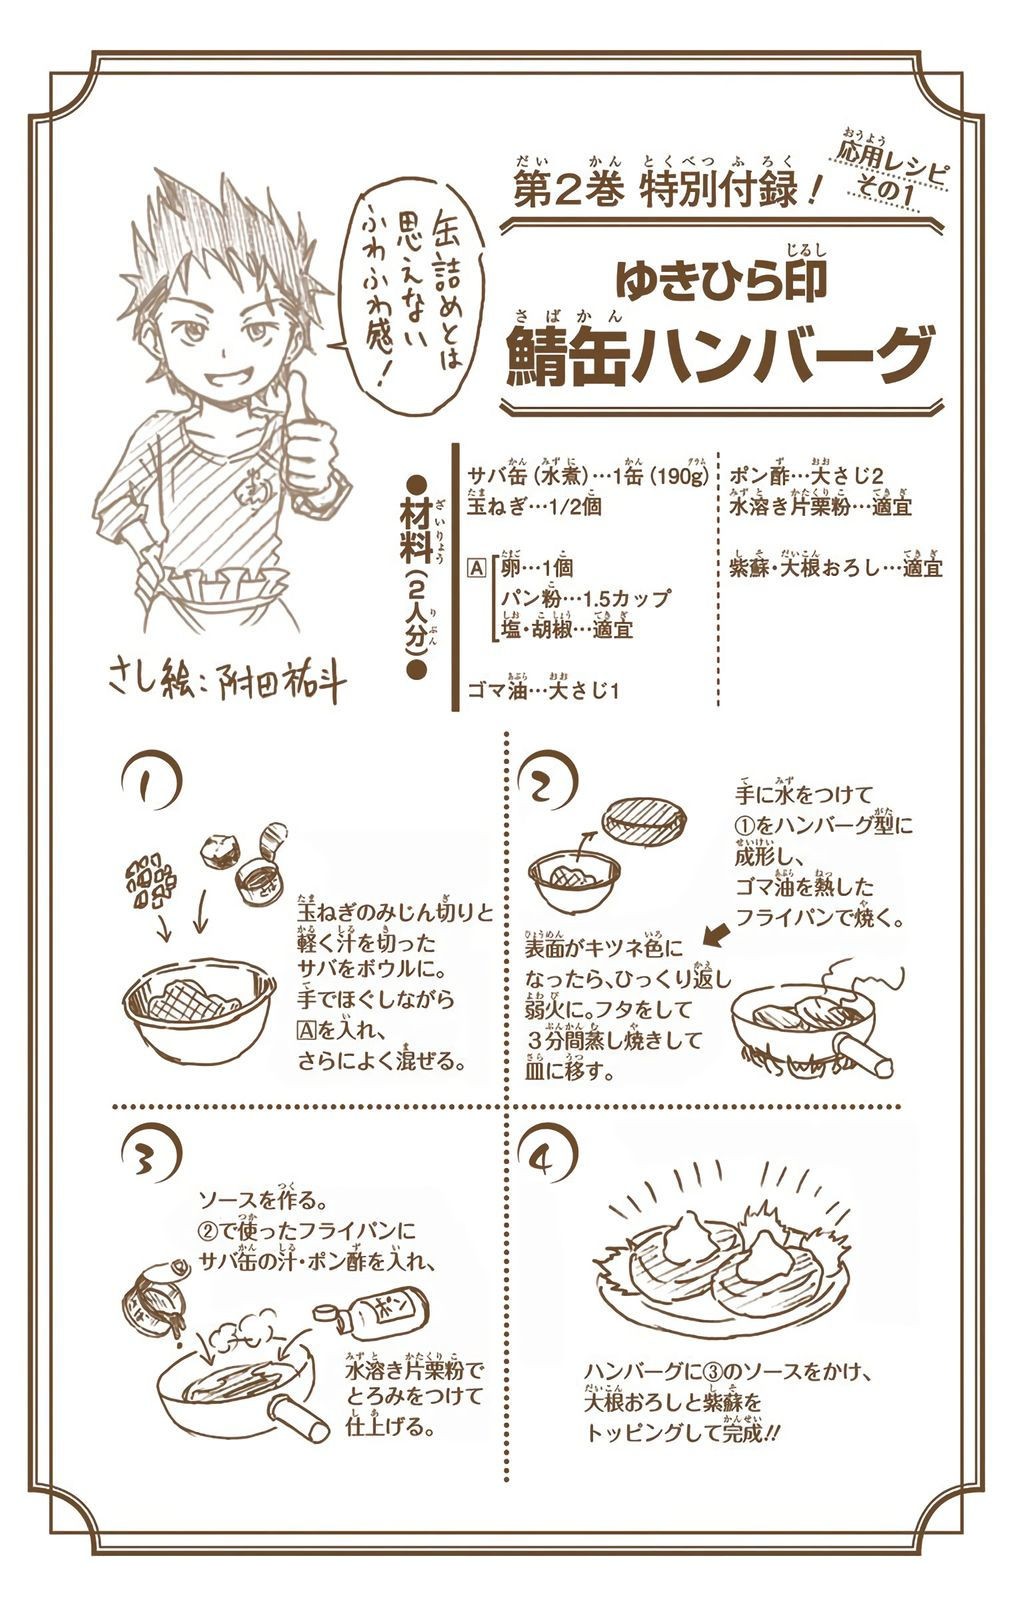 第2巻 特別付録！
応用レシピ
その1
ゆきひら印
鯖缶ハンバーグ
缶詰めとは
思えない
ふわふわ感！
さし絵：附田祐斗
●材料（2人分）●
サバ缶（水煮）…1缶（190g）
玉ねぎ…1/2個
A 卵…1個
パン粉…1.5カップ
塩・胡椒…適宜
ゴマ油…大さじ1
ポン酢…大さじ2
水溶き片栗粉…適宜
紫蘇・大根おろし…適宜
1
玉ねぎのみじん切りと
軽く汁を切った
サバをボウルに。
手でほぐしながら
Aを入れ、
さらによく混ぜる。
2
手に水をつけて
①をハンバーグ型に
成形し、
ゴマ油を熱した
フライパンで焼く。
表面がキツネ色に
なったら、ひっくり返し
弱火に。フタをして
3分間蒸し焼きして
皿に移す。
3
ソースを作る。
②で使ったフライパンに
サバ缶の汁・ポン酢を入れ、
ポン
水溶き片栗粉で
とろみをつけて
仕上げる。
4
ハンバーグに③のソースをかけ、
大根おろしと紫蘇を
トッピングして完成!!